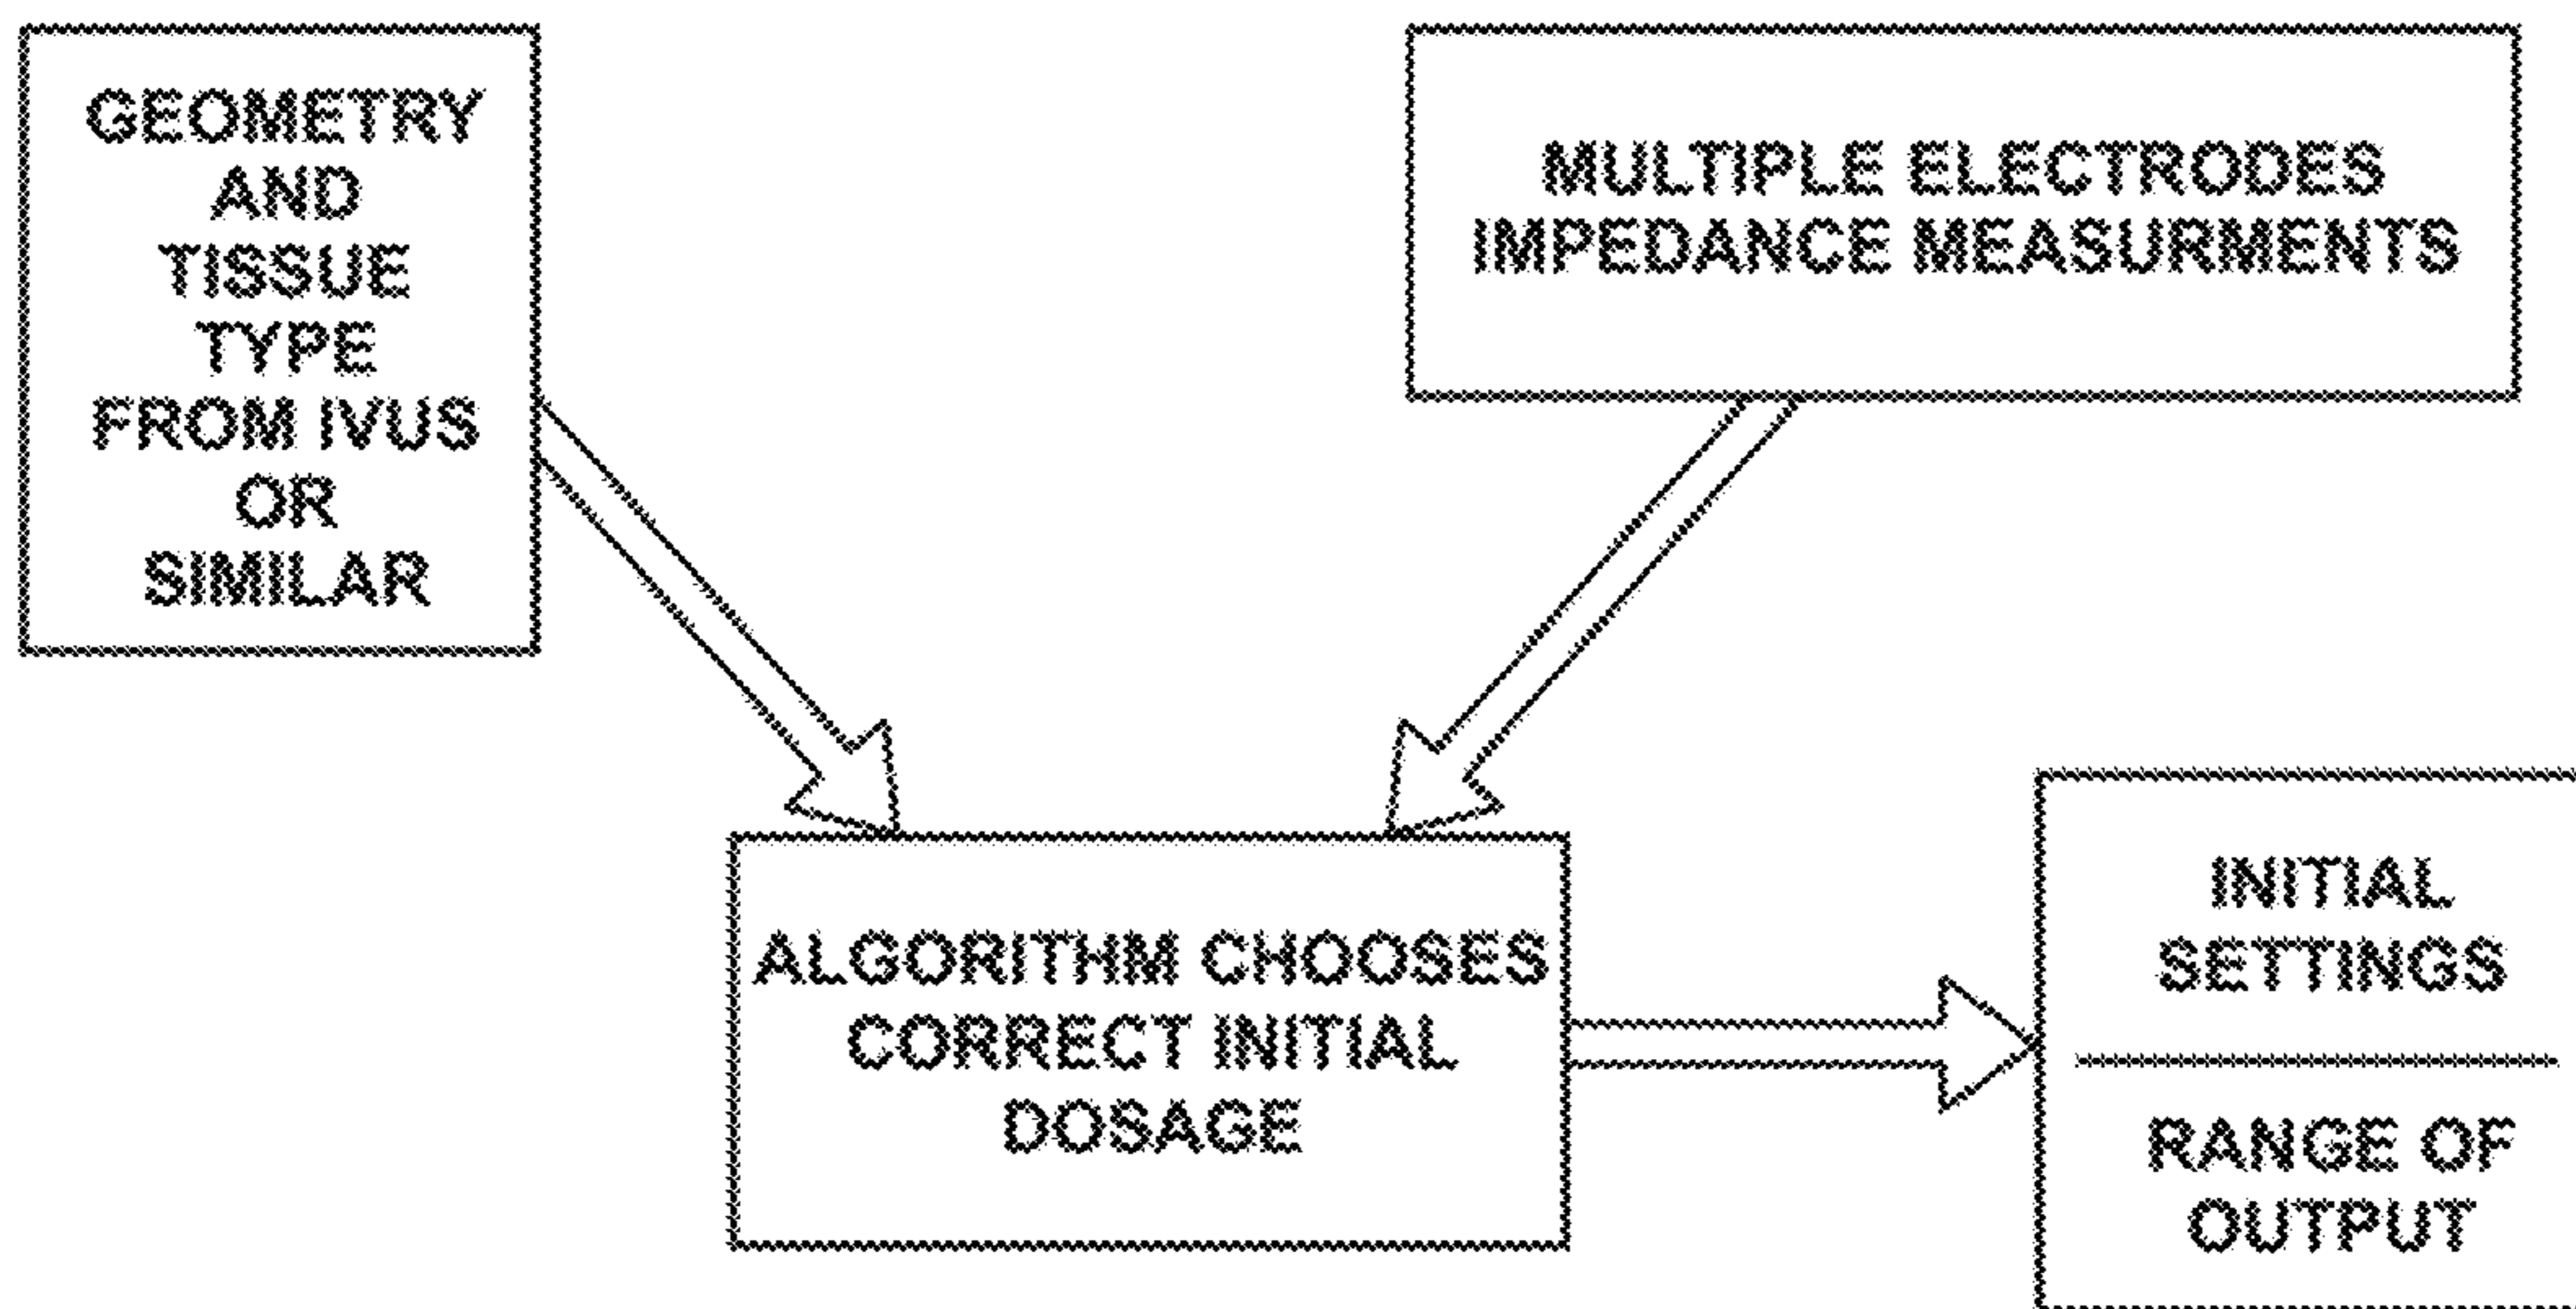 GEOMETRY
AND
TISSUE
TYPE
FROM IVUS
OR
SIMILAR
MULTIPLE ELECTRODES
IMPEDANCE MEASURMENTS
ALGORITHM CHOOSES
CORRECT INITIAL
DOSAGE
INITIAL
SETTINGS
RANGE OF
OUTPUT